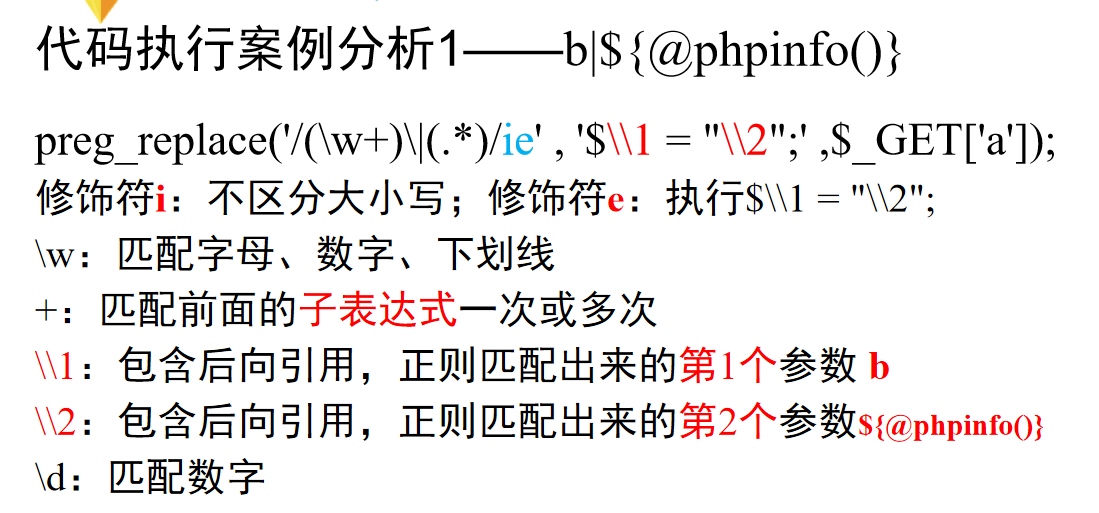 代码执行案例分析1——b|${@phpinfo()}
preg_replace('/(\w+)\|(.*)/ie' , '$\\1 = "\\2";' ,$_GET['a']);
修饰符i：不区分大小写；修饰符e：执行$\\1 = "\\2";
\w：匹配字母、数字、下划线
+：匹配前面的子表达式一次或多次
\\1：包含后向引用，正则匹配出来的第1个参数 b
\\2：包含后向引用，正则匹配出来的第2个参数${@phpinfo()}
\d：匹配数字